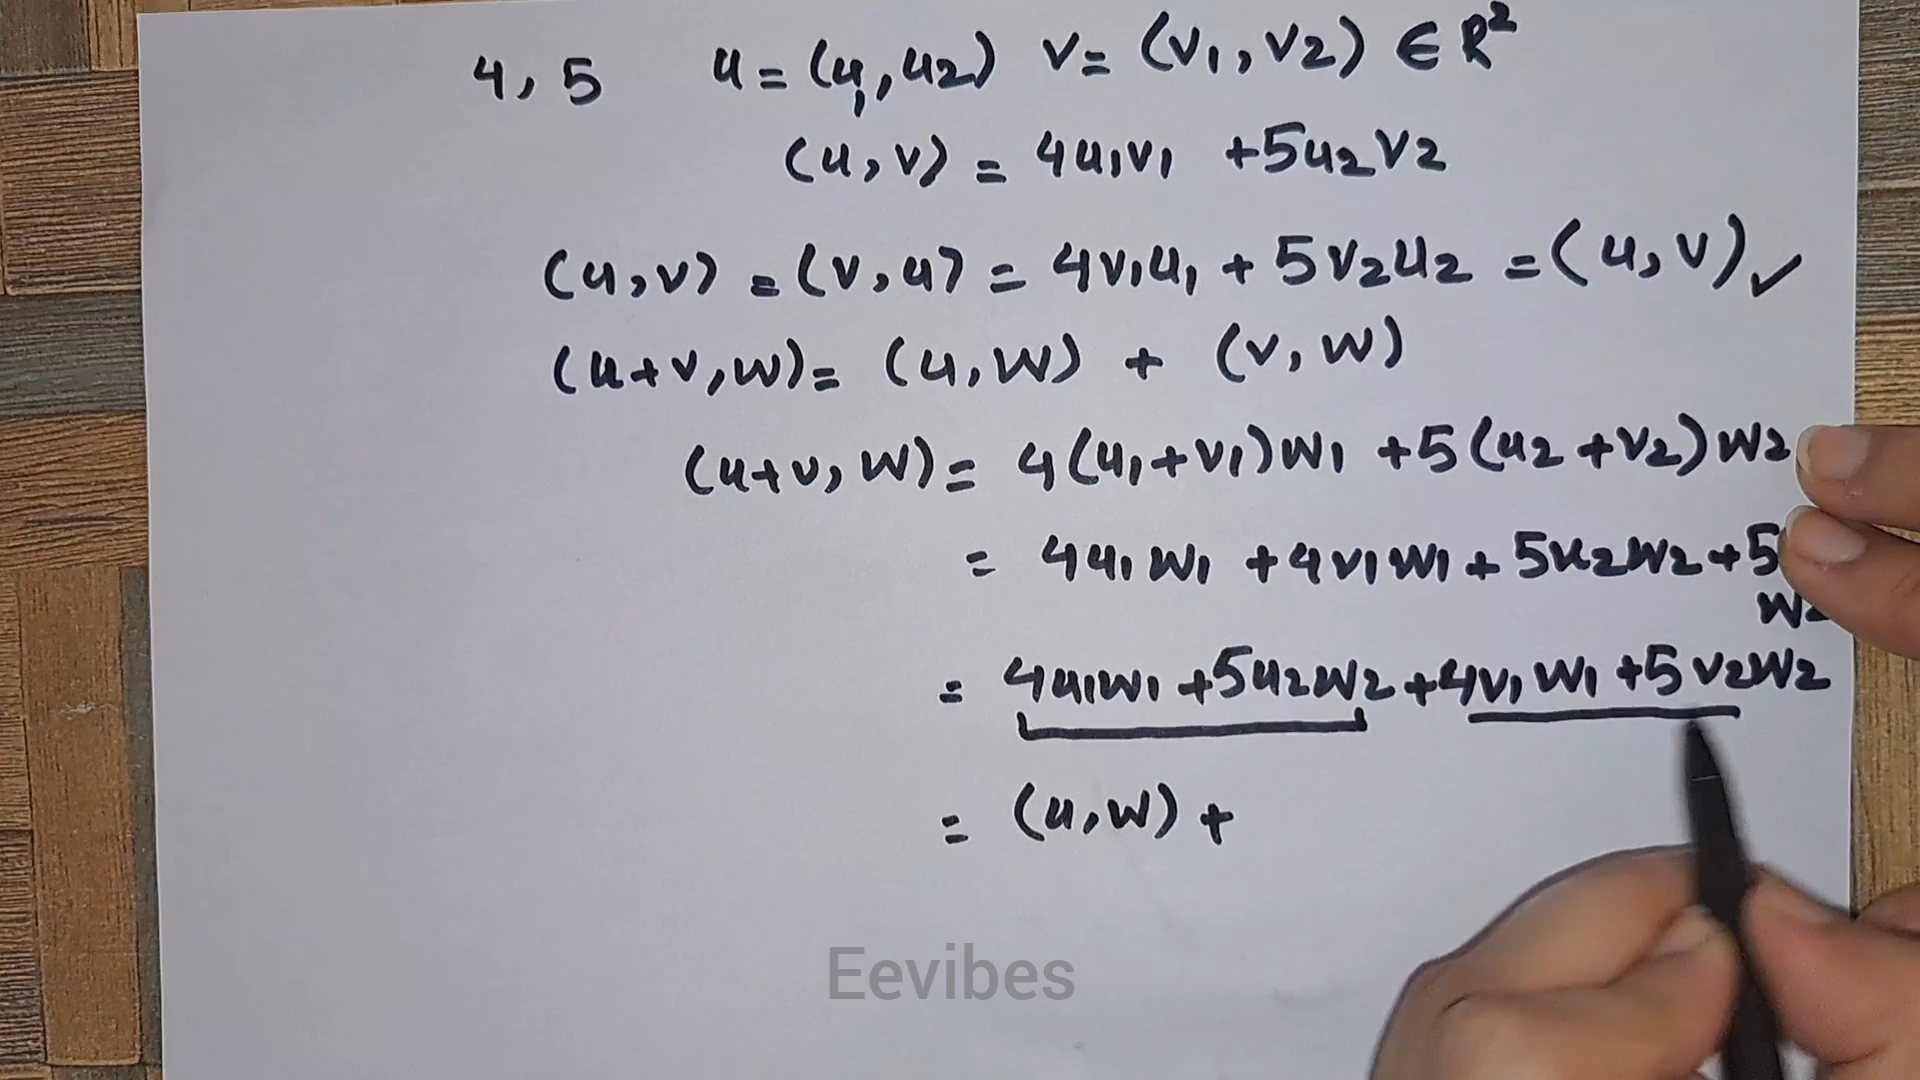 4, 5 u = (u₁, u2) v = (v₁, v2) ∈ R²
(u, v) = 4u₁v₁ + 5u2v2
(u, v) = (v, u) = 4v₁u₁ + 5v2u2 = (u, v) ✓
(u+v, w) = (u, w) + (v, w)
(u+v, w) = 4(u₁+v₁)w₁ + 5(u2+v2)w2
= 4u₁w₁ + 4v₁w₁ + 5u2w2 + 5
= 4u₁w₁ + 5u2w2 + 4v₁w₁ + 5v2w2
= (u, w) +
Eevibes